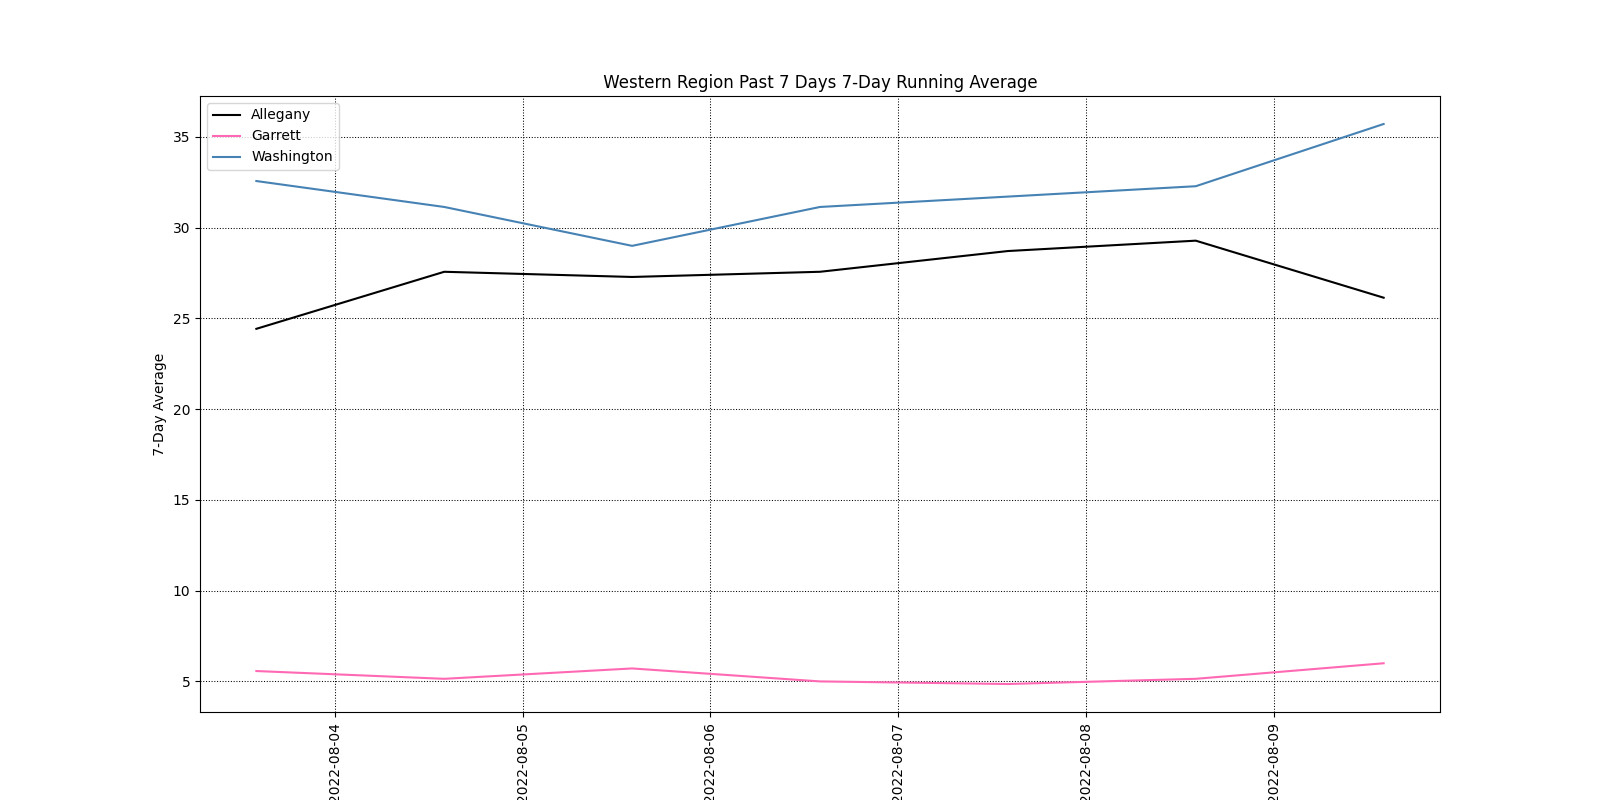 Western Region Past 7 Days 7-Day Running Average
Allegany
Garrett
Washington
35
30
25
20
15
10
5
7-Day Average
2022-08-04
2022-08-05
2022-08-06
2022-08-07
2022-08-08
2022-08-09